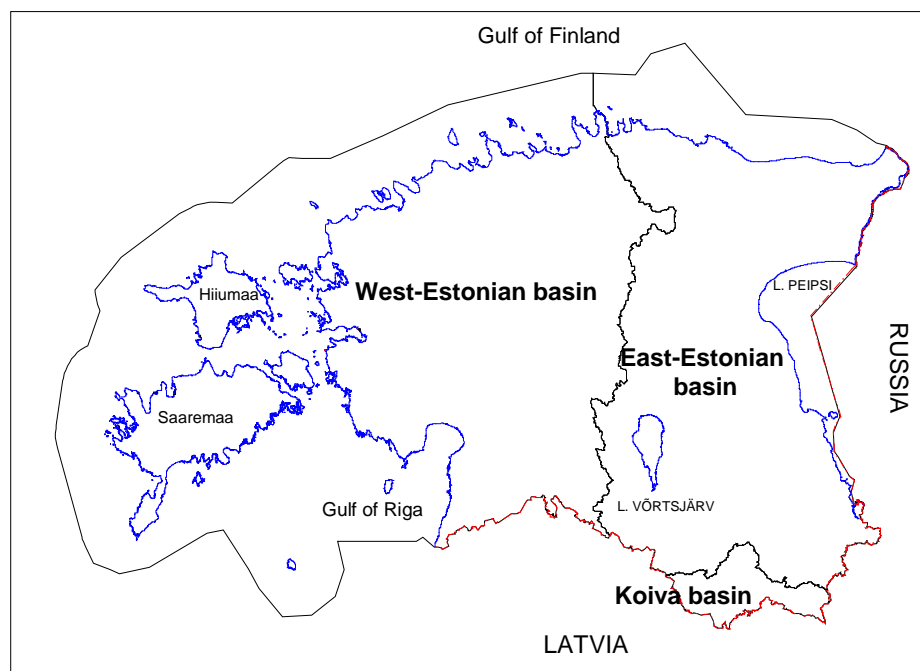 Gulf of Finland
L. PEIPSI
Hiiumaa
West-Estonian basin
RUSSIA
East-Estonian
basin
Saaremaa
Gulf of Riga
L. VÕRTSJÄRV
Koiva basin
LATVIA